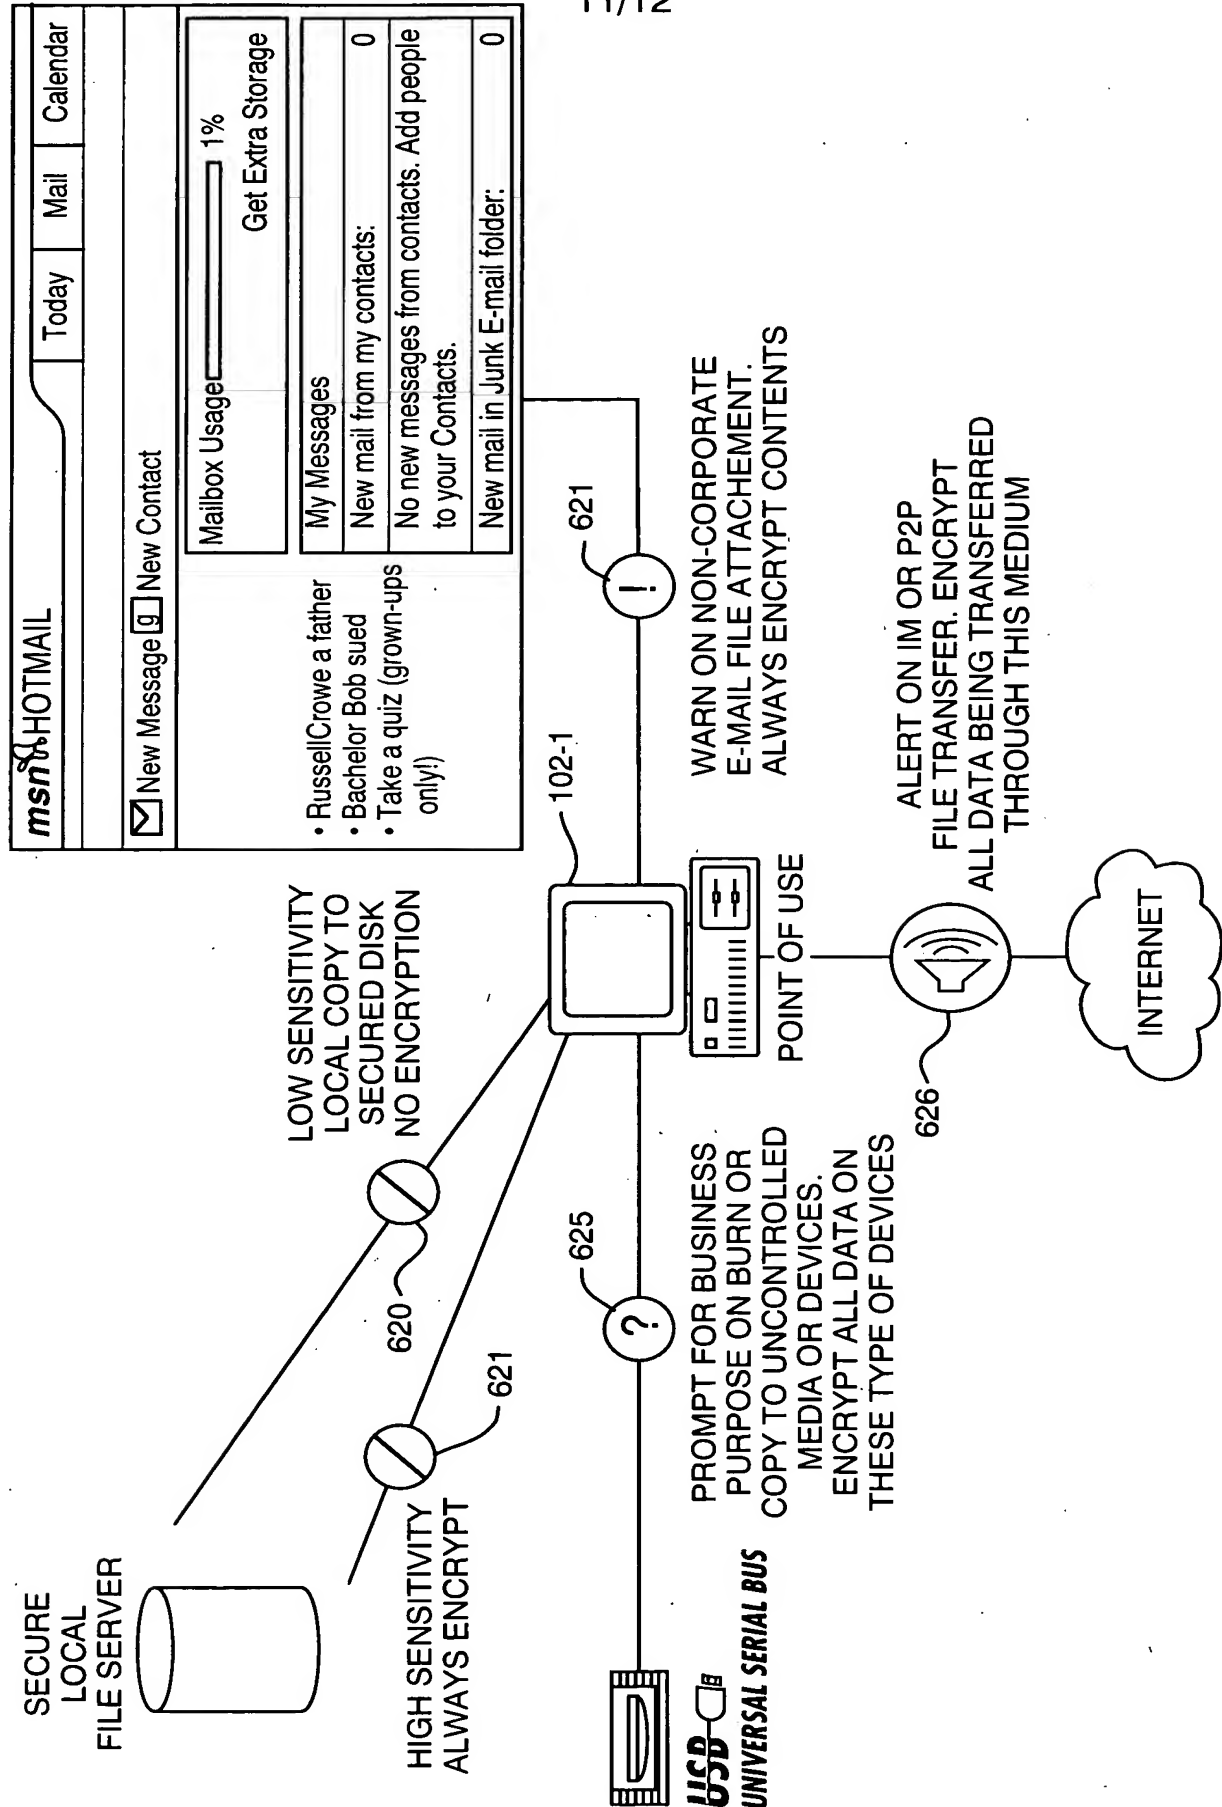 11/12
msn HOTMAIL
Today
Mail
Calendar
New Message g New Contact
Mailbox Usage 1%
Get Extra Storage
• RussellCrowe a father
• Bachelor Bob sued
• Take a quiz (grown-ups
only!)
My Messages
New mail from my contacts: 0
No new messages from contacts. Add people
to your Contacts.
New mail in Junk E-mail folder: 0
SECURE
LOCAL
FILE SERVER
LOW SENSITIVITY
LOCAL COPY TO
SECURED DISK
NO ENCRYPTION
620
HIGH SENSITIVITY
ALWAYS ENCRYPT
621
102-1
621
!
WARN ON NON-CORPORATE
E-MAIL FILE ATTACHEMENT.
ALWAYS ENCRYPT CONTENTS
625
?
USB
UNIVERSAL SERIAL BUS
PROMPT FOR BUSINESS
PURPOSE ON BURN OR
COPY TO UNCONTROLLED
MEDIA OR DEVICES.
ENCRYPT ALL DATA ON
THESE TYPE OF DEVICES
POINT OF USE
626
ALERT ON IM OR P2P
FILE TRANSFER. ENCRYPT
ALL DATA BEING TRANSFERRED
THROUGH THIS MEDIUM
INTERNET